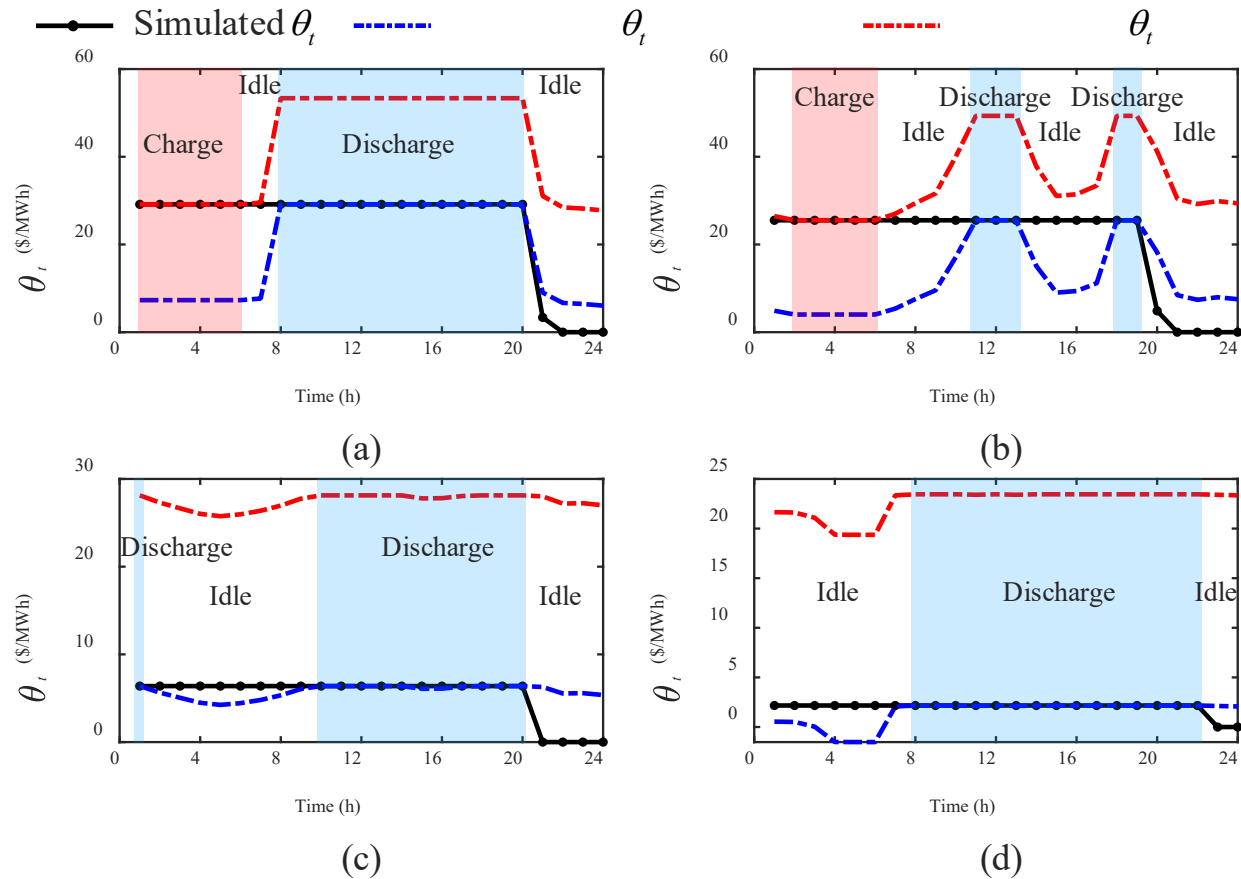 Simulated θt θt θt
60
40
20
0
θt ($/MWh)
Charge
Idle
Discharge
Idle
0 4 8 12 16 20 24
Time (h)
(a)
60
40
20
0
θt ($/MWh)
Charge
Idle
Discharge
Idle
Discharge
Idle
0 4 8 12 16 20 24
Time (h)
(b)
30
20
10
0
θt ($/MWh)
Discharge
Idle
Discharge
Idle
0 4 8 12 16 20 24
Time (h)
(c)
25
20
15
10
5
0
θt ($/MWh)
Idle
Discharge
Idle
0 4 8 12 16 20 24
Time (h)
(d)